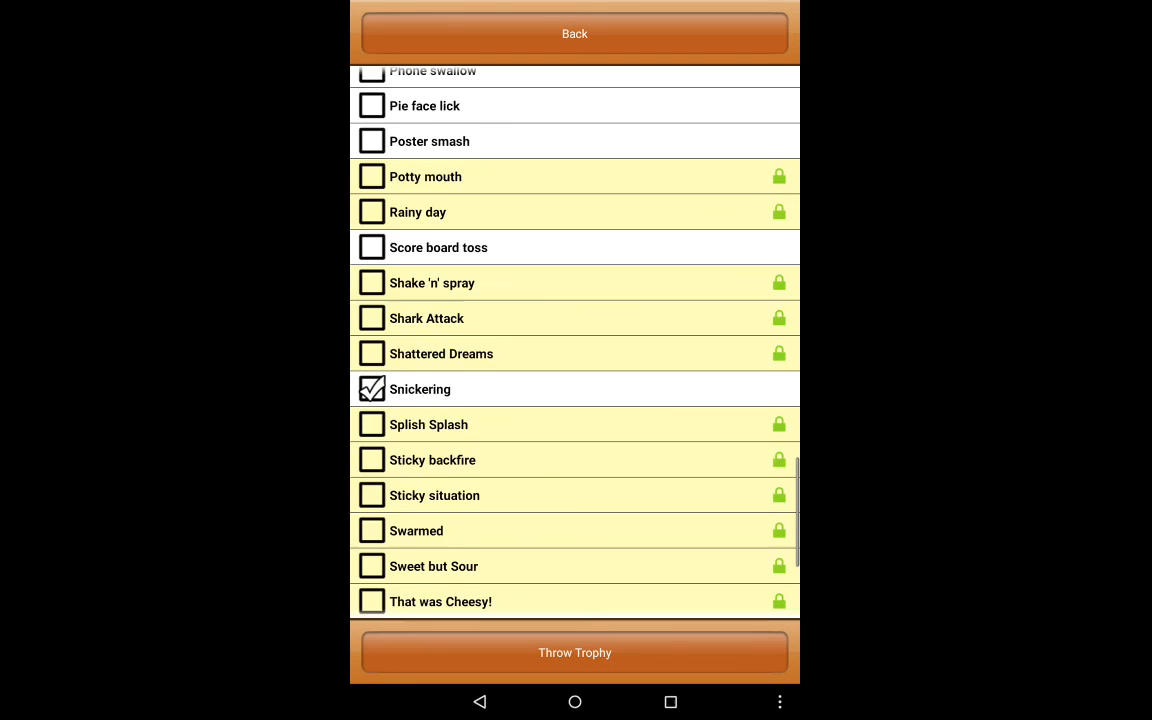 Back
Phone swallow
Pie face lick
Poster smash
Potty mouth
Rainy day
Score board toss
Shake 'n' spray
Shark Attack
Shattered Dreams
Snickering
Splish Splash
Sticky backfire
Sticky situation
Swarmed
Sweet but Sour
That was Cheesy!
Throw Trophy